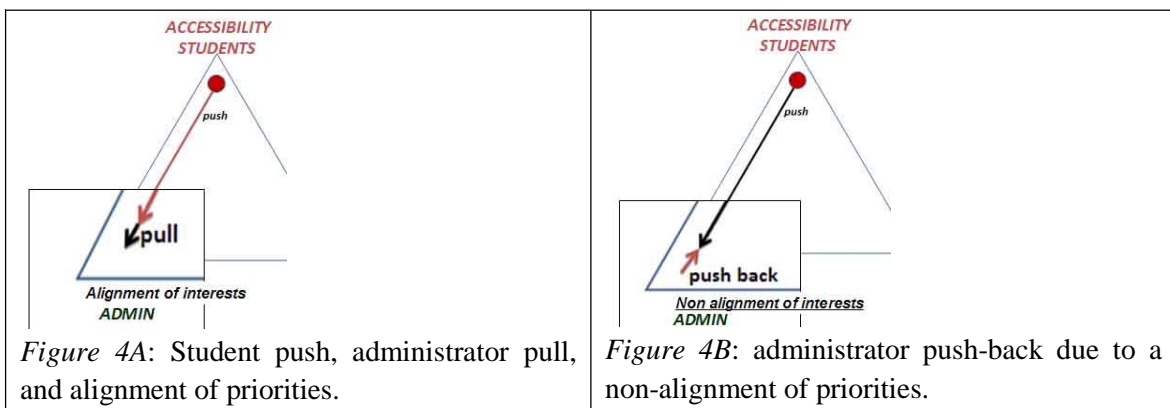 ACCESSIBILITY
STUDENTS
push
pull
Alignment of interests
ADMIN
Figure 4A: Student push, administrator pull,
and alignment of priorities.
ACCESSIBILITY
STUDENTS
push
push back
Non alignment of interests
ADMIN
Figure 4B: administrator push-back due to a
non-alignment of priorities.